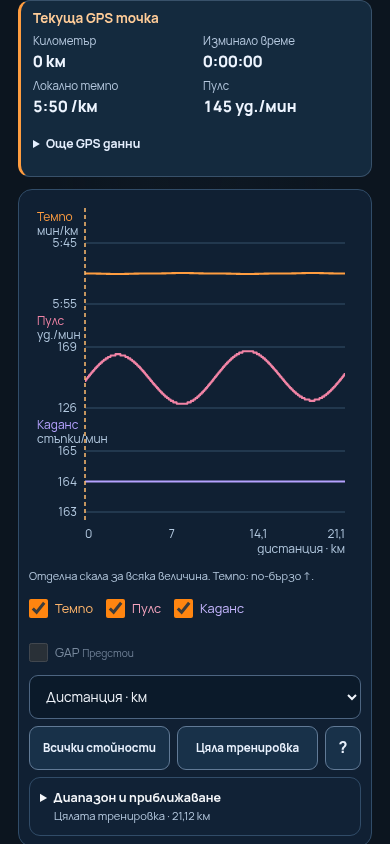 Текуща GPS точка
Километър Изминало време
0 км 0:00:00
Локално темпо Пулс
5:50 /км 145 уд./мин
▶ Още GPS данни
Темпо
мин/км
5:45
5:55
Пулс
уд./мин
169
126
Каданс
стъпки/мин
165
164
163
0 7 14,1 21,1
дистанция · км
Отделна скала за всяка величина. Темпо: по-бързо ↑.
Темпо Пулс Каданс
GAP Предстои
Дистанция · км
Всички стойности Цяла тренировка ?
▶ Диапазон и приближаване
Цялата тренировка · 21,12 км